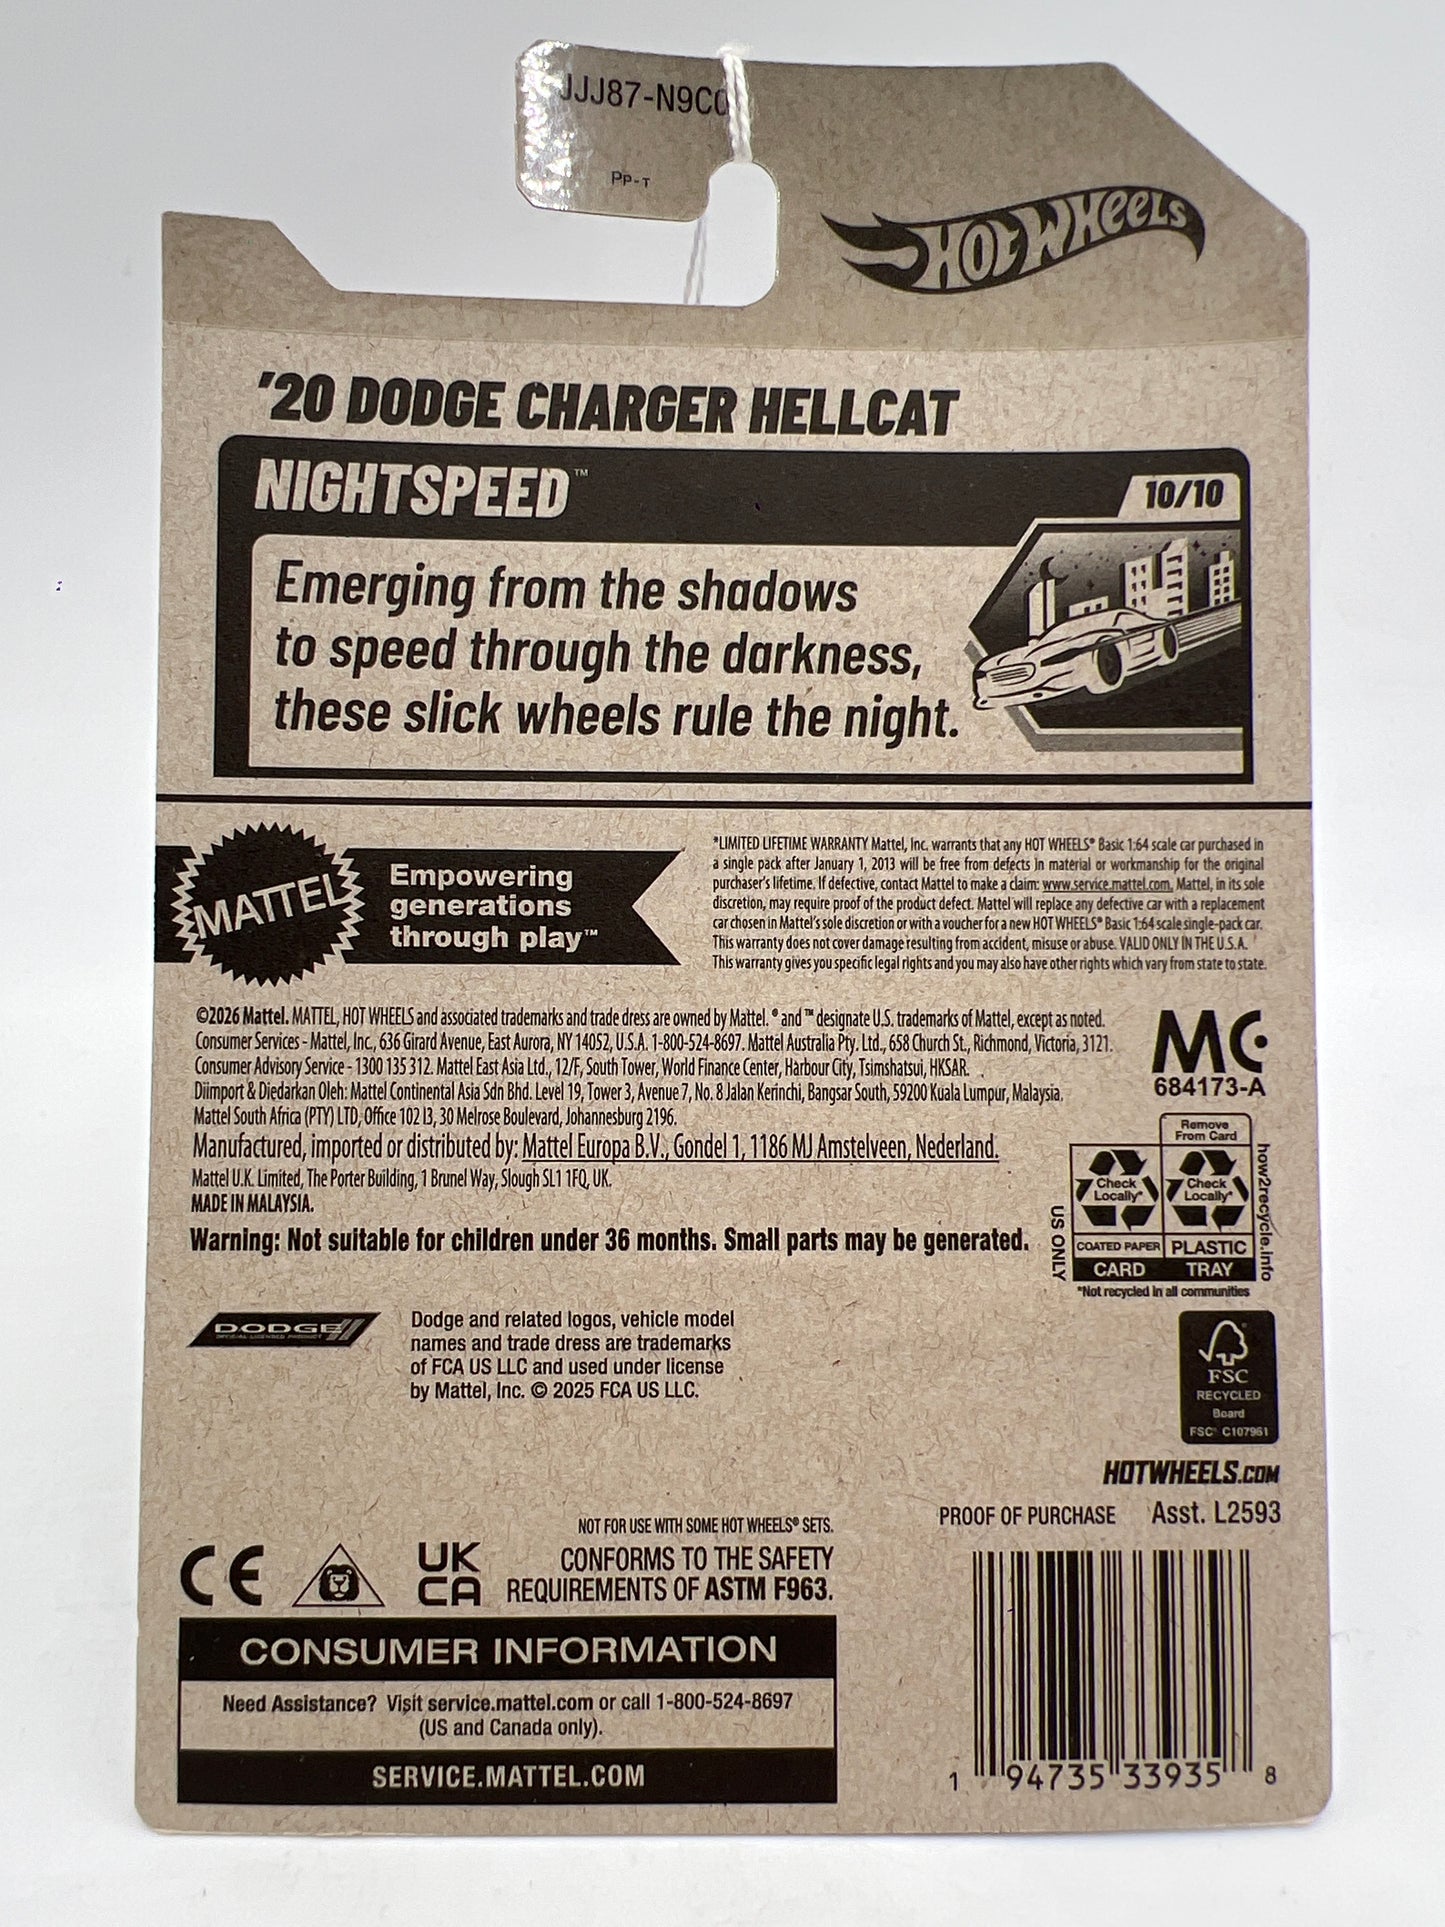 JJJ87-N9C0
PP-T
HOT WHEELS
'20 DODGE CHARGER HELLCAT
NIGHTSPEED™
10/10
Emerging from the shadows
to speed through the darkness,
these slick wheels rule the night.
MATTEL
Empowering
generations
through play™
*LIMITED LIFETIME WARRANTY Mattel, Inc. warrants that any HOT WHEELS® Basic 1:64 scale car purchased in
a single pack after January 1, 2013 will be free from defects in material or workmanship for the original
purchaser's lifetime. If defective, contact Mattel to make a claim: www.service.mattel.com. Mattel, in its sole
discretion, may require proof of the product defect. Mattel will replace any defective car with a replacement
car chosen in Mattel's sole discretion or with a voucher for a new HOT WHEELS® Basic 1:64 scale single-pack car.
This warranty does not cover damage resulting from accident, misuse or abuse. VALID ONLY IN THE U.S.A.
This warranty gives you specific legal rights and you may also have other rights which vary from state to state.
©2026 Mattel. MATTEL, HOT WHEELS and associated trademarks and trade dress are owned by Mattel. ® and ™ designate U.S. trademarks of Mattel, except as noted.
Consumer Services - Mattel, Inc., 636 Girard Avenue, East Aurora, NY 14052, U.S.A. 1-800-524-8697. Mattel Australia Pty. Ltd., 658 Church St., Richmond, Victoria, 3121.
Consumer Advisory Service - 1300 135 312. Mattel East Asia Ltd., 12/F, South Tower, World Finance Center, Harbour City, Tsimshatsui, HKSAR.
Diimport & Diedarkan Oleh: Mattel Continental Asia Sdn Bhd. Level 19, Tower 3, Avenue 7, No. 8 Jalan Kerinchi, Bangsar South, 59200 Kuala Lumpur, Malaysia.
Mattel South Africa (PTY) LTD, Office 102 I3, 30 Melrose Boulevard, Johannesburg 2196.
Manufactured, imported or distributed by: Mattel Europa B.V., Gondel 1, 1186 MJ Amstelveen, Nederland.
Mattel U.K. Limited, The Porter Building, 1 Brunel Way, Slough SL1 1FQ, UK.
MADE IN MALAYSIA.
Warning: Not suitable for children under 36 months. Small parts may be generated.
MC
684173-A
Remove
From Card
Check
Locally*
Check
Locally*
COATED PAPER
PLASTIC
CARD
TRAY
US ONLY
how2recycle.info
*Not recycled in all communities
DODGE
OFFICIAL LICENSED PRODUCT
Dodge and related logos, vehicle model
names and trade dress are trademarks
of FCA US LLC and used under license
by Mattel, Inc. © 2025 FCA US LLC.
FSC
RECYCLED
Board
FSC® C107961
HOTWHEELS.COM
PROOF OF PURCHASE Asst. L2593
NOT FOR USE WITH SOME HOT WHEELS® SETS.
CE
UK
CA
CONFORMS TO THE SAFETY
REQUIREMENTS OF ASTM F963.
CONSUMER INFORMATION
Need Assistance? Visit service.mattel.com or call 1-800-524-8697
(US and Canada only).
SERVICE.MATTEL.COM
1 94735 33935 8